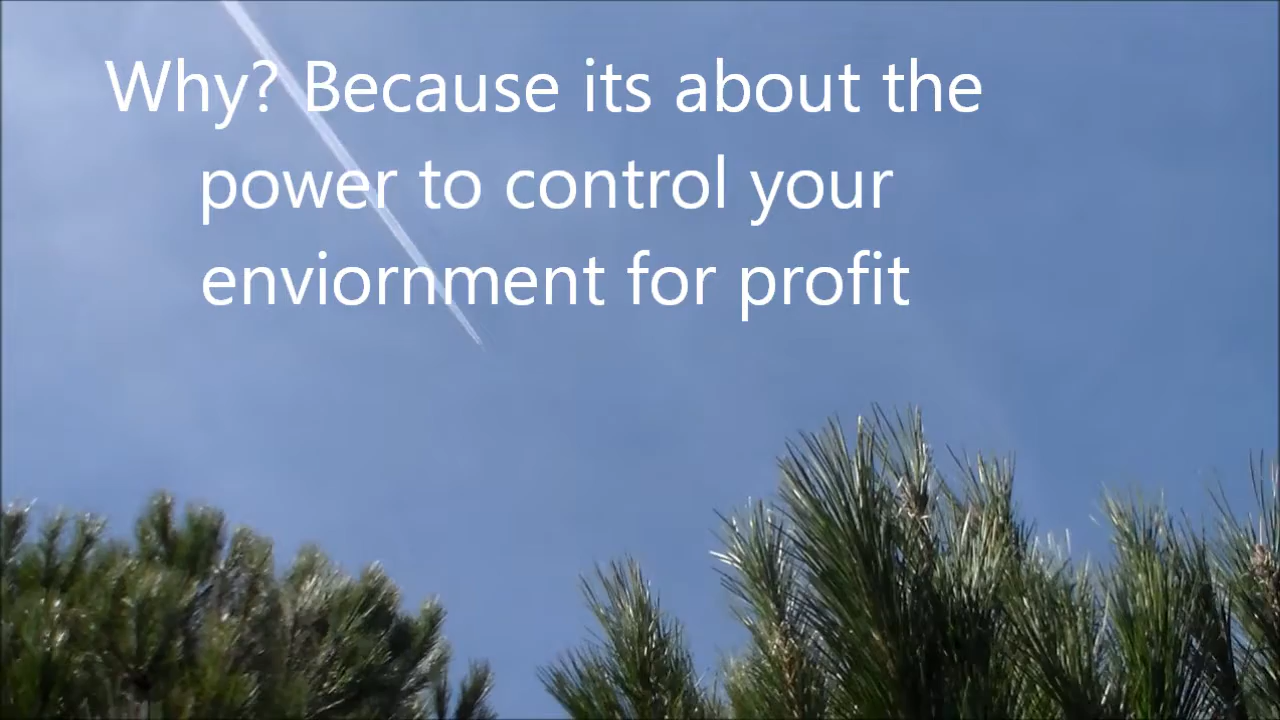 Why? Because its about the
power to control your
enviornment for profit